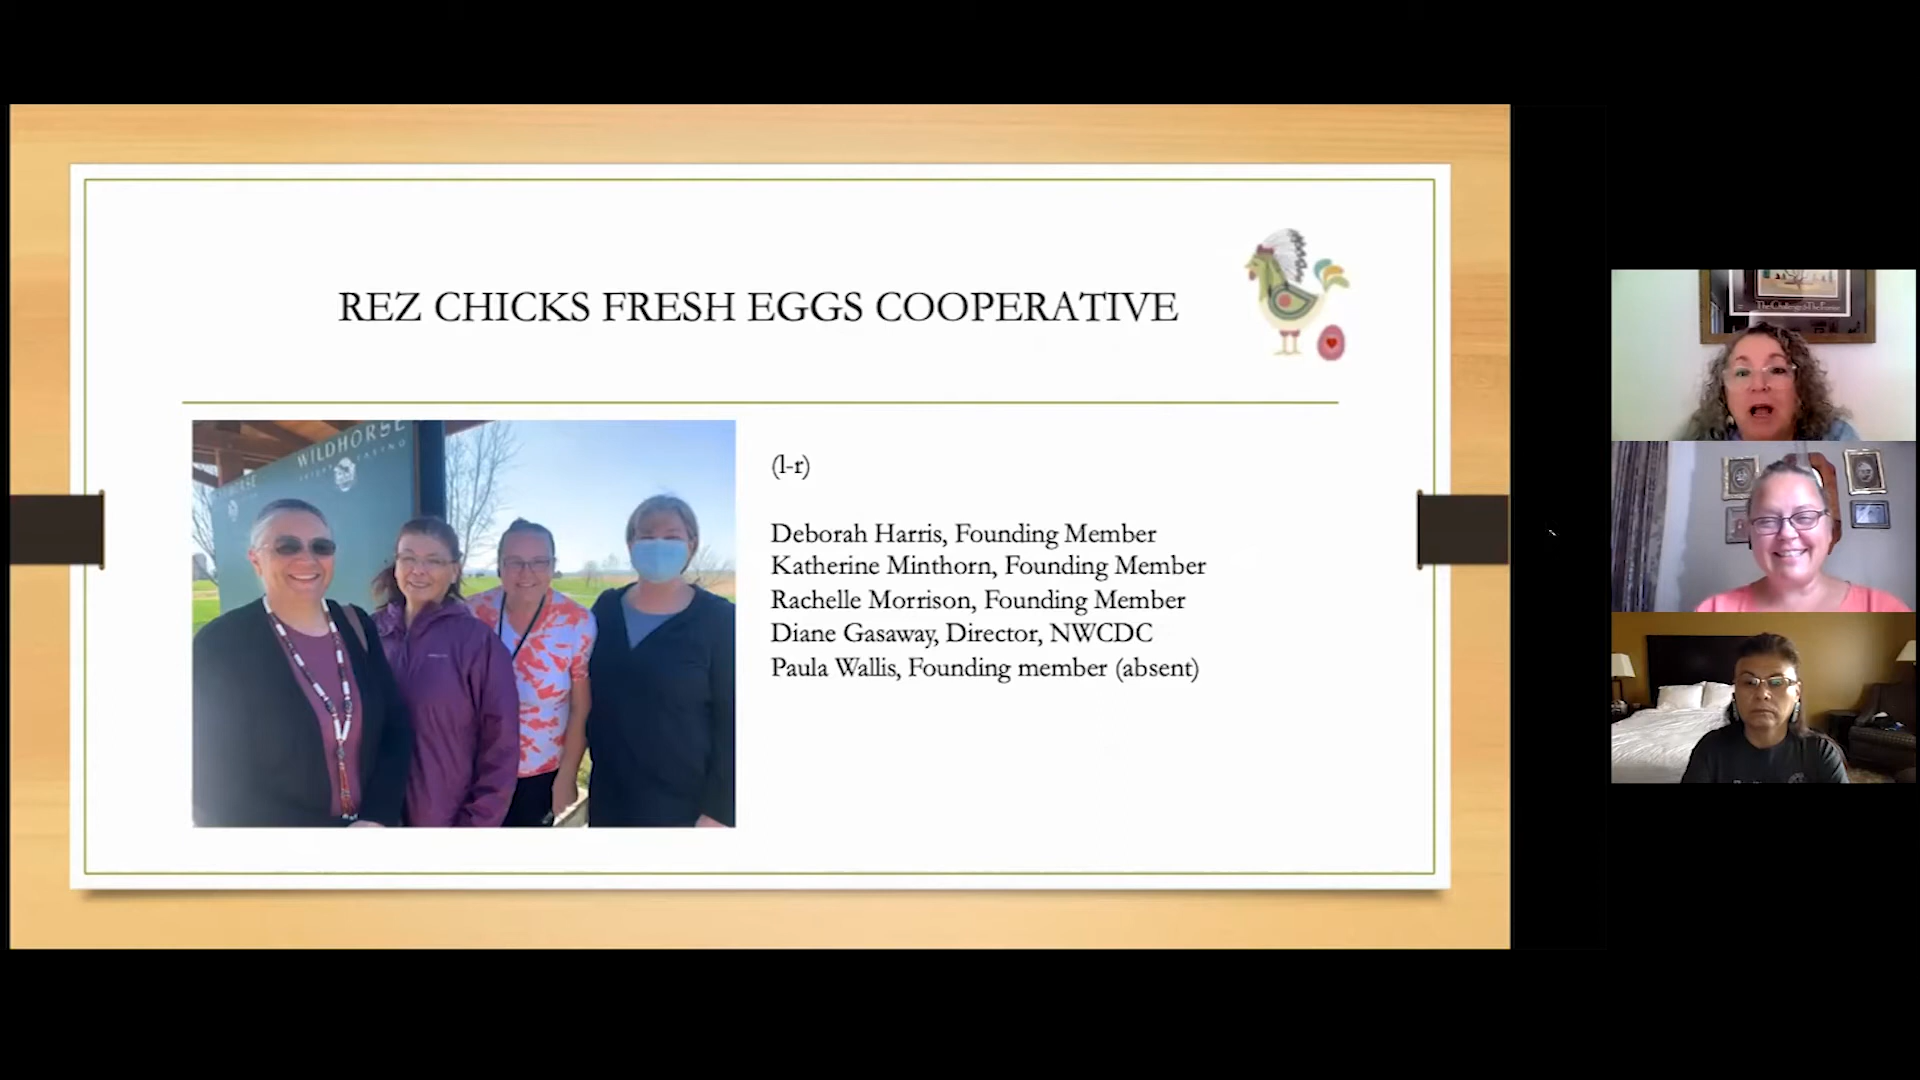 REZ CHICKS FRESH EGGS COOPERATIVE
WILDHORSE
(l-r)
Deborah Harris, Founding Member
Katherine Minthorn, Founding Member
Rachelle Morrison, Founding Member
Diane Gasaway, Director, NWCDC
Paula Wallis, Founding member (absent)